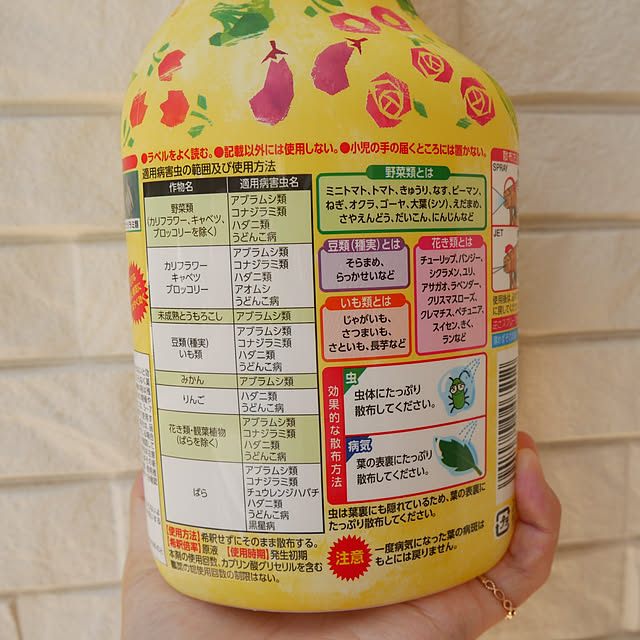 ●ラベルをよく読む。●記載以外には使用しない。●小児の手の届くところには置かない。
適用病害虫の範囲及び使用方法
作物名
適用病害虫名
野菜類
(カリフラワー、キャベツ、
ブロッコリーを除く)
アブラムシ類
コナジラミ類
ハダニ類
うどんこ病
カリフラワー
キャベツ
ブロッコリー
アブラムシ類
コナジラミ類
ハダニ類
アオムシ
うどんこ病
未成熟とうもろこし
アブラムシ類
豆類(種実)
いも類
アブラムシ類
コナジラミ類
ハダニ類
うどんこ病
みかん
アブラムシ類
りんご
ハダニ類
うどんこ病
花き類・観葉植物
(ばらを除く)
アブラムシ類
コナジラミ類
ハダニ類
うどんこ病
ばら
アブラムシ類
コナジラミ類
チュウレンジハバチ
ハダニ類
うどんこ病
黒星病
野菜類とは
ミニトマト、トマト、きゅうり、なす、ピーマン、
ねぎ、オクラ、ゴーヤ、大葉(シソ)、えだまめ、
さやえんどう、だいこん、にんじんなど
豆類(種実)とは
そらまめ、
らっかせいなど
いも類とは
じゃがいも、
さつまいも、
さといも、長芋など
花き類とは
チューリップ、パンジー、
シクラメン、ユリ、
アサガオ、ラベンダー、
クリスマスローズ、
クレマチス、ペチュニア、
スイセン、きく、
ランなど
効果的な散布方法
虫
虫体にたっぷり
散布してください。
病気
葉の表裏にたっぷり
散布してください。
虫は葉裏にも隠れているため、葉の表裏に
たっぷり散布してください。
【使用方法】希釈せずにそのまま散布する。
【希釈倍率】原液 【使用時期】発生初期
本剤の使用回数、カプリン酸グリセリルを含む
農薬の総使用回数の制限はない。
注意
一度病気になった葉の病斑は
もとには戻りません。
SPRAY
JET